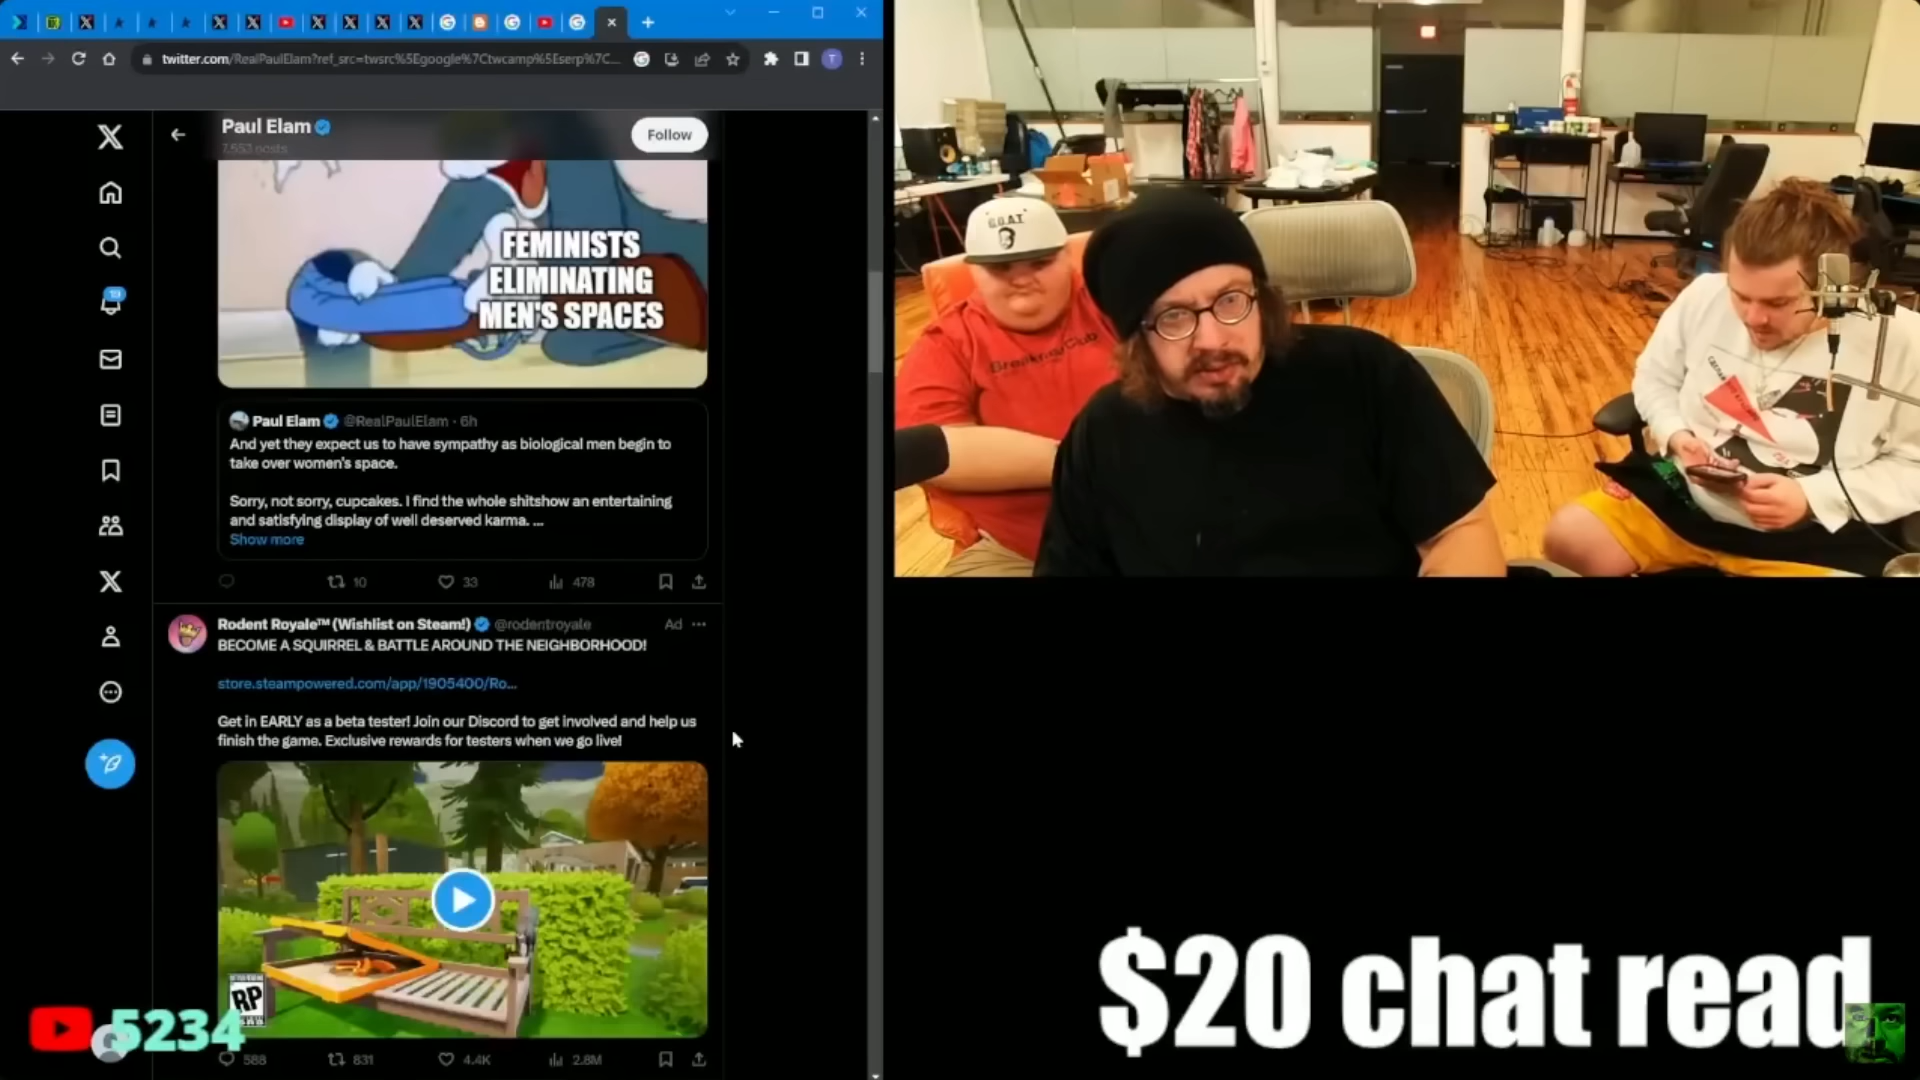 twitter.com/RealPaulElam?ref_src=twsrc%5Egoogle%7Ctwcamp%5Eserp%7C...
T
Paul Elam
7,553 posts
Follow
FEMINISTS
ELIMINATING
MEN'S SPACES
19
Paul Elam @RealPaulElam · 6h
And yet they expect us to have sympathy as biological men begin to
take over women's space.
Sorry, not sorry, cupcakes. I find the whole shitshow an entertaining
and satisfying display of well deserved karma. ...
Show more
10 33 478
Rodent Royale™ (Wishlist on Steam!) @rodentroyale Ad
BECOME A SQUIRREL & BATTLE AROUND THE NEIGHBORHOOD!
store.steampowered.com/app/1905400/Ro...
Get in EARLY as a beta tester! Join our Discord to get involved and help us
finish the game. Exclusive rewards for testers when we go live!
RP
5234
588 831 4.4K 2.8M
G.O.A.T
$20 chat read